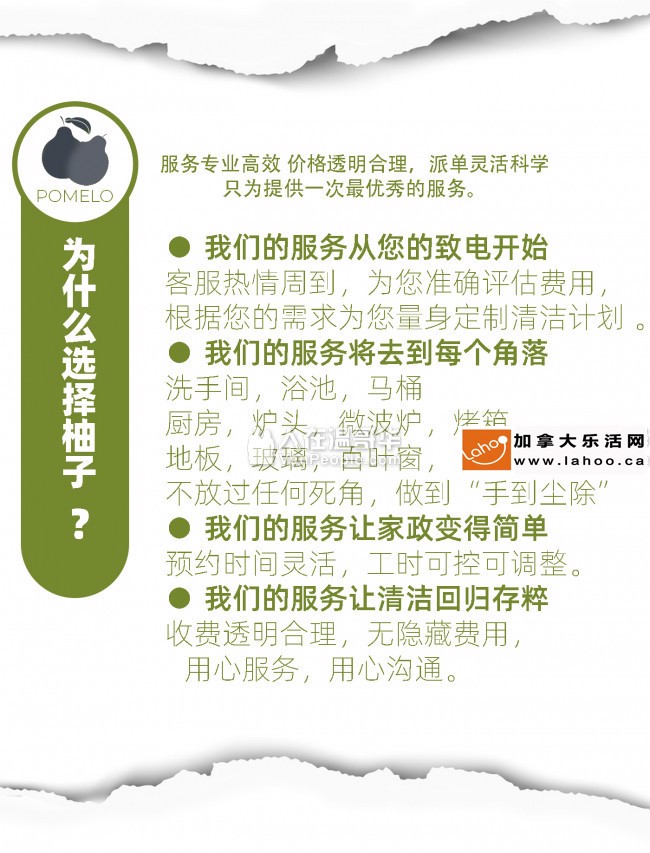 POMELO
为什么选择柚子？
服务专业高效 价格透明合理，派单灵活科学
只为提供一次最优秀的服务。
● 我们的服务从您的致电开始
客服热情周到，为您准确评估费用，
根据您的需求为您量身定制清洁计划。
● 我们的服务将去到每个角落
洗手间，浴池，马桶
厨房，炉头，微波炉，烤箱
地板，玻璃，百叶窗，
不放过任何死角，做到“手到尘除”
● 我们的服务让家政变得简单
预约时间灵活，工时可控可调整。
● 我们的服务让清洁回归存粹
收费透明合理，无隐藏费用，
用心服务，用心沟通。
人在温哥华
VanPeople.com
Lahoo
加拿大乐活网
www.lahoo.ca